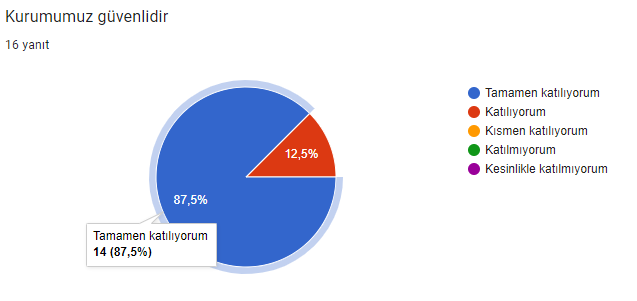 Kurumumuz güvenlidir
16 yanıt
Tamamen katılıyorum
Katılıyorum
Kısmen katılıyorum
Katılmıyorum
Kesinlikle katılmıyorum
12,5%
87,5%
Tamamen katılıyorum
14 (87,5%)